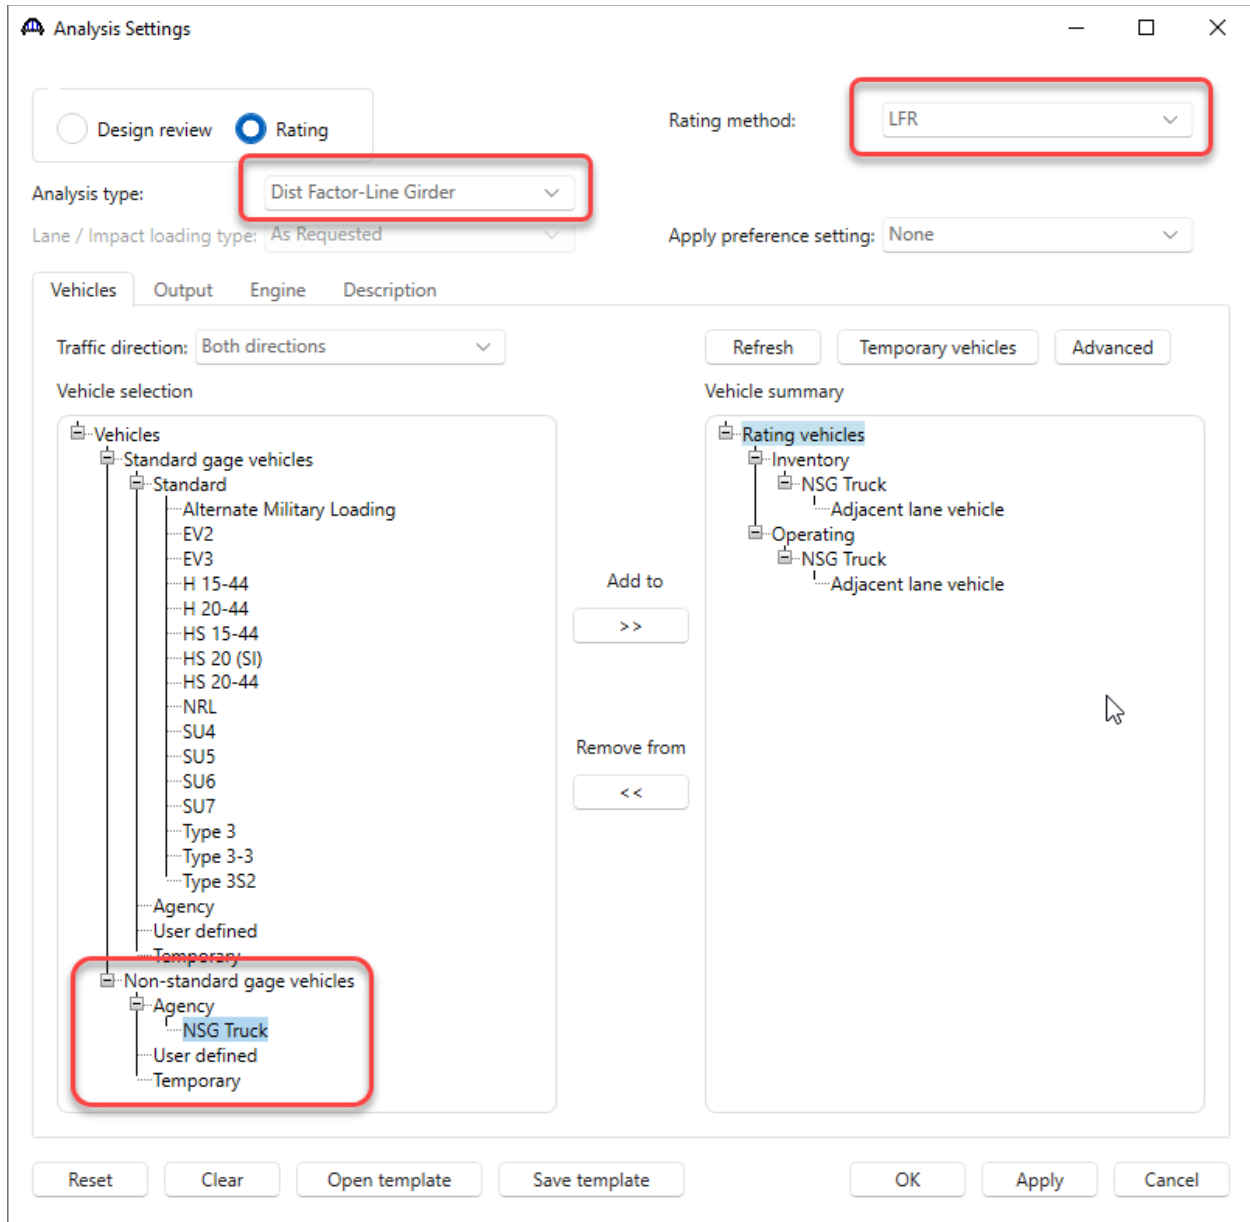 Analysis Settings
Design review Rating
Rating method: LFR
Analysis type: Dist Factor-Line Girder
Lane / Impact loading type: As Requested
Apply preference setting: None
Vehicles Output Engine Description
Traffic direction: Both directions
Refresh Temporary vehicles Advanced
Vehicle selection
Vehicles
Standard gage vehicles
Standard
Alternate Military Loading
EV2
EV3
H 15-44
H 20-44
HS 15-44
HS 20 (SI)
HS 20-44
NRL
SU4
SU5
SU6
SU7
Type 3
Type 3-3
Type 3S2
Agency
User defined
Temporary
Non-standard gage vehicles
Agency
NSG Truck
User defined
Temporary
Add to
>>
Remove from
<<
Vehicle summary
Rating vehicles
Inventory
NSG Truck
Adjacent lane vehicle
Operating
NSG Truck
Adjacent lane vehicle
Reset Clear Open template Save template OK Apply Cancel